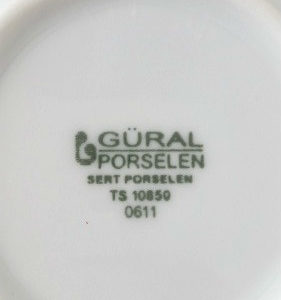 GÜRAL
PORSELEN
SERT PORSELEN
TS 10850
0611